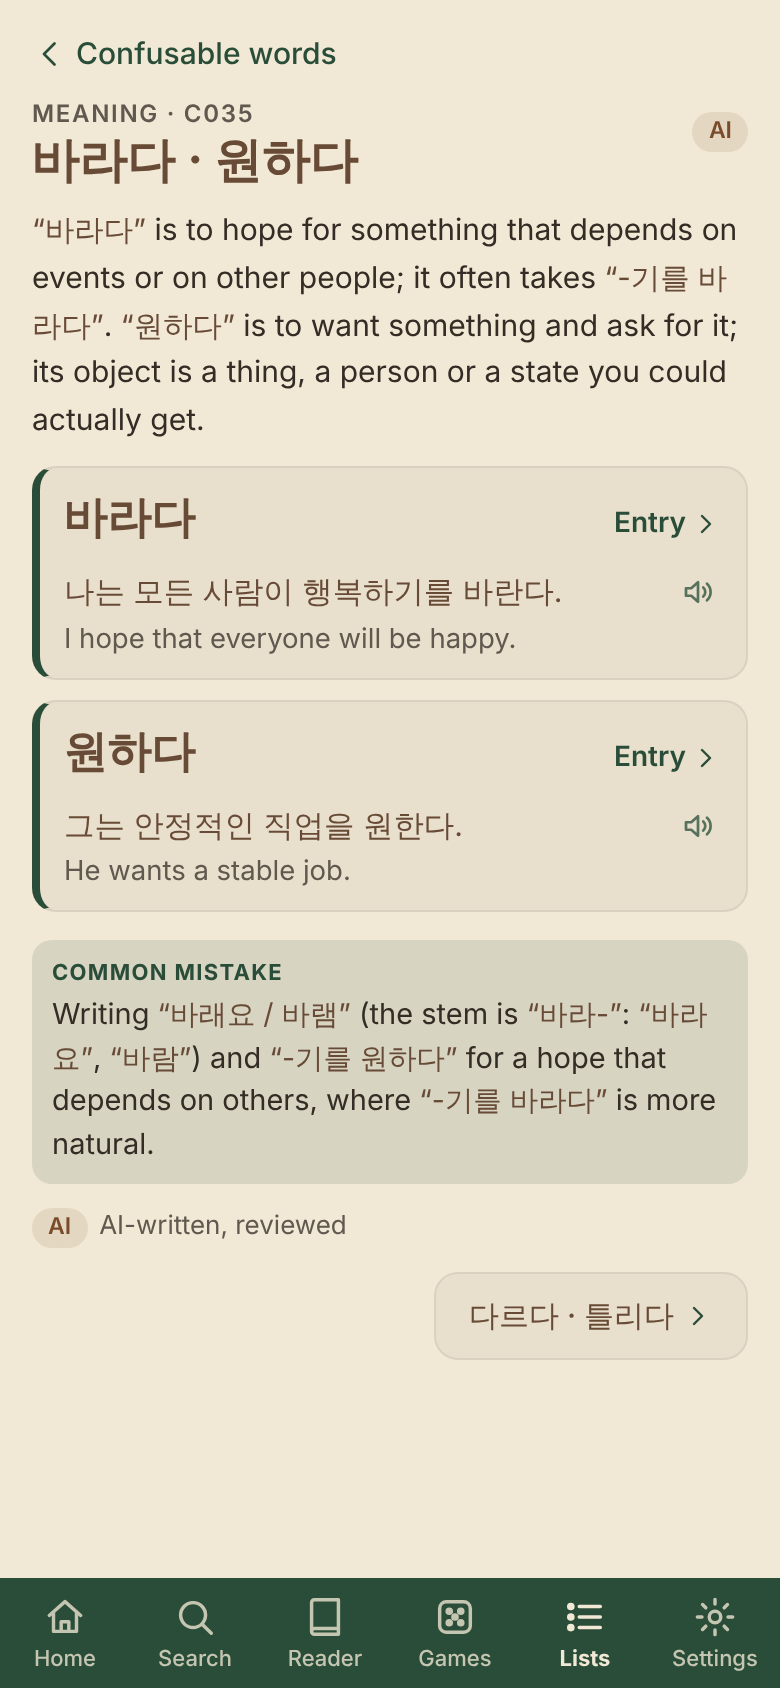 Confusable words
MEANING · C035
AI
바라다 · 원하다
“바라다” is to hope for something that depends on
events or on other people; it often takes “-기를 바
라다”. “원하다” is to want something and ask for it;
its object is a thing, a person or a state you could
actually get.
바라다
Entry
나는 모든 사람이 행복하기를 바란다.
I hope that everyone will be happy.
원하다
Entry
그는 안정적인 직업을 원한다.
He wants a stable job.
COMMON MISTAKE
Writing “바래요 / 바램” (the stem is “바라-”: “바라
요”, “바람”) and “-기를 원하다” for a hope that
depends on others, where “-기를 바라다” is more
natural.
AI AI-written, reviewed
다르다 · 틀리다
Home Search Reader Games Lists Settings